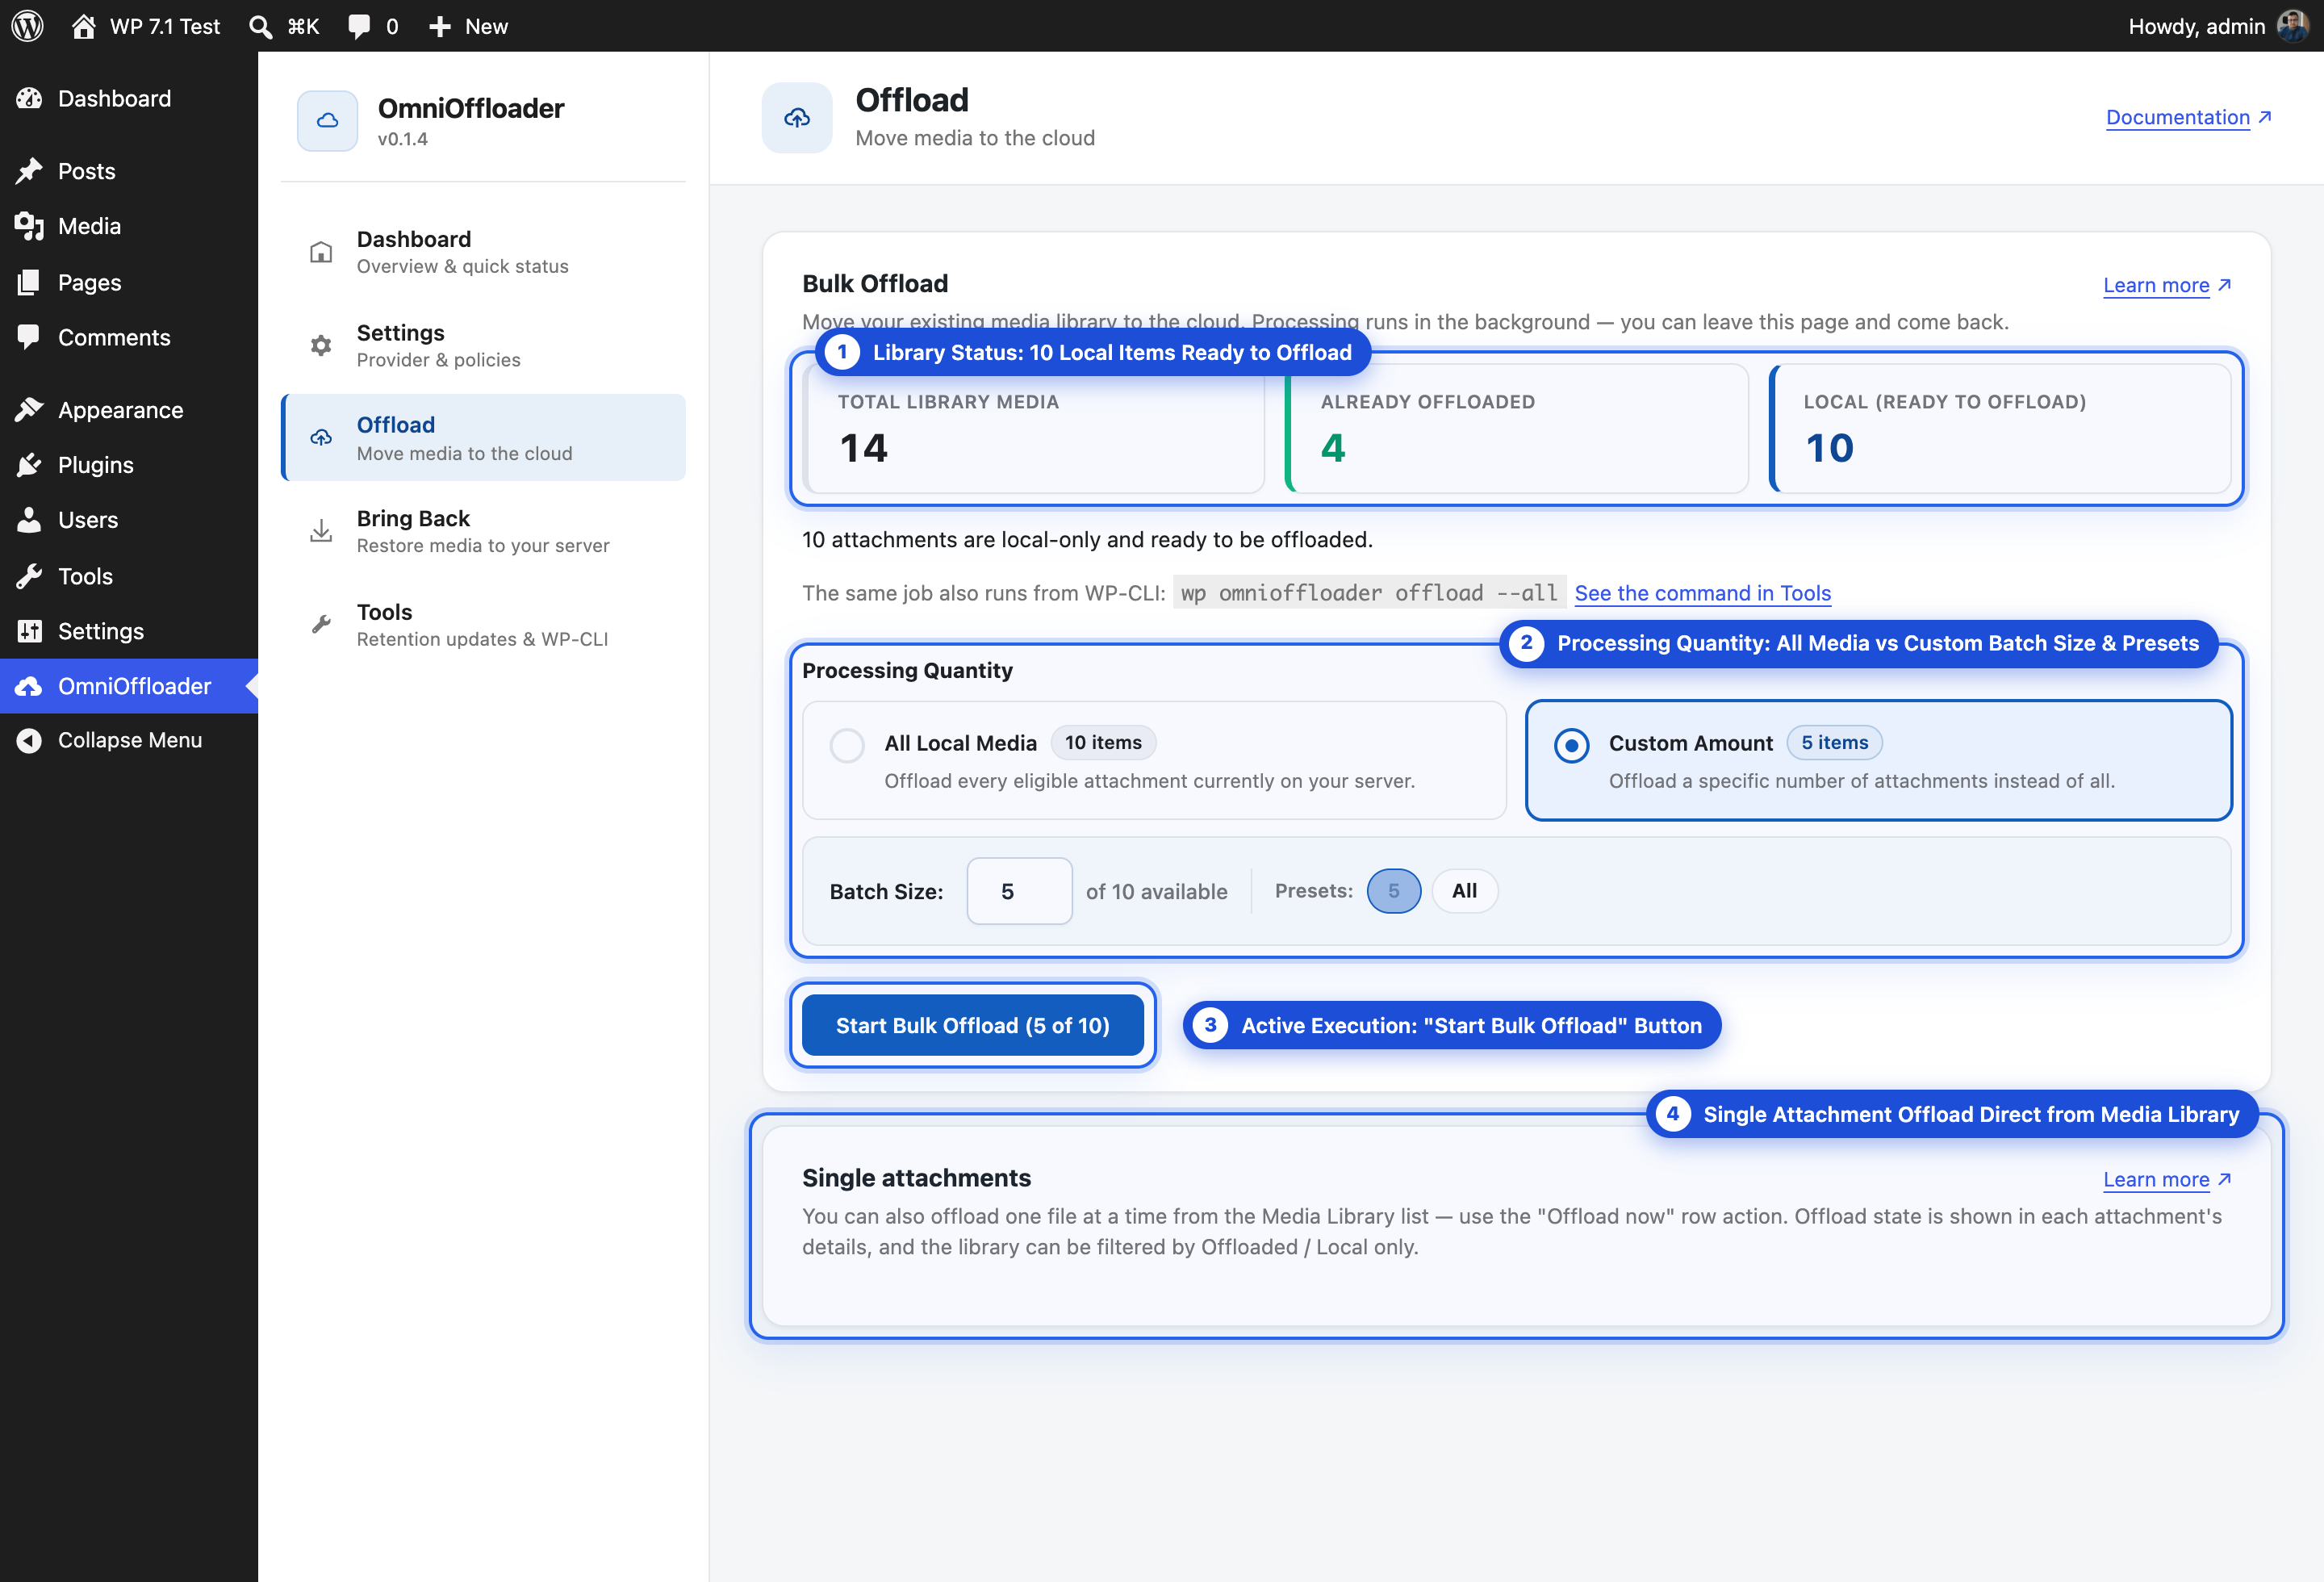 WP 7.1 Test
⌘K
0
New
Howdy, admin
Dashboard
Posts
Media
Pages
Comments
Appearance
Plugins
Users
Tools
Settings
OmniOffloader
Collapse Menu
OmniOffloader
v0.1.4
Dashboard
Overview & quick status
Settings
Provider & policies
Offload
Move media to the cloud
Bring Back
Restore media to your server
Tools
Retention updates & WP-CLI
Offload
Move media to the cloud
Documentation ↗
Bulk Offload
Learn more ↗
Move your existing media library to the cloud. Processing runs in the background — you can leave this page and come back.
1 Library Status: 10 Local Items Ready to Offload
TOTAL LIBRARY MEDIA
14
ALREADY OFFLOADED
4
LOCAL (READY TO OFFLOAD)
10
10 attachments are local-only and ready to be offloaded.
The same job also runs from WP-CLI: wp omnioffloader offload --all See the command in Tools
2 Processing Quantity: All Media vs Custom Batch Size & Presets
Processing Quantity
All Local Media 10 items
Offload every eligible attachment currently on your server.
Custom Amount 5 items
Offload a specific number of attachments instead of all.
Batch Size: 5 of 10 available Presets: 5 All
Start Bulk Offload (5 of 10)
3 Active Execution: "Start Bulk Offload" Button
4 Single Attachment Offload Direct from Media Library
Single attachments
Learn more ↗
You can also offload one file at a time from the Media Library list — use the "Offload now" row action. Offload state is shown in each attachment's
details, and the library can be filtered by Offloaded / Local only.